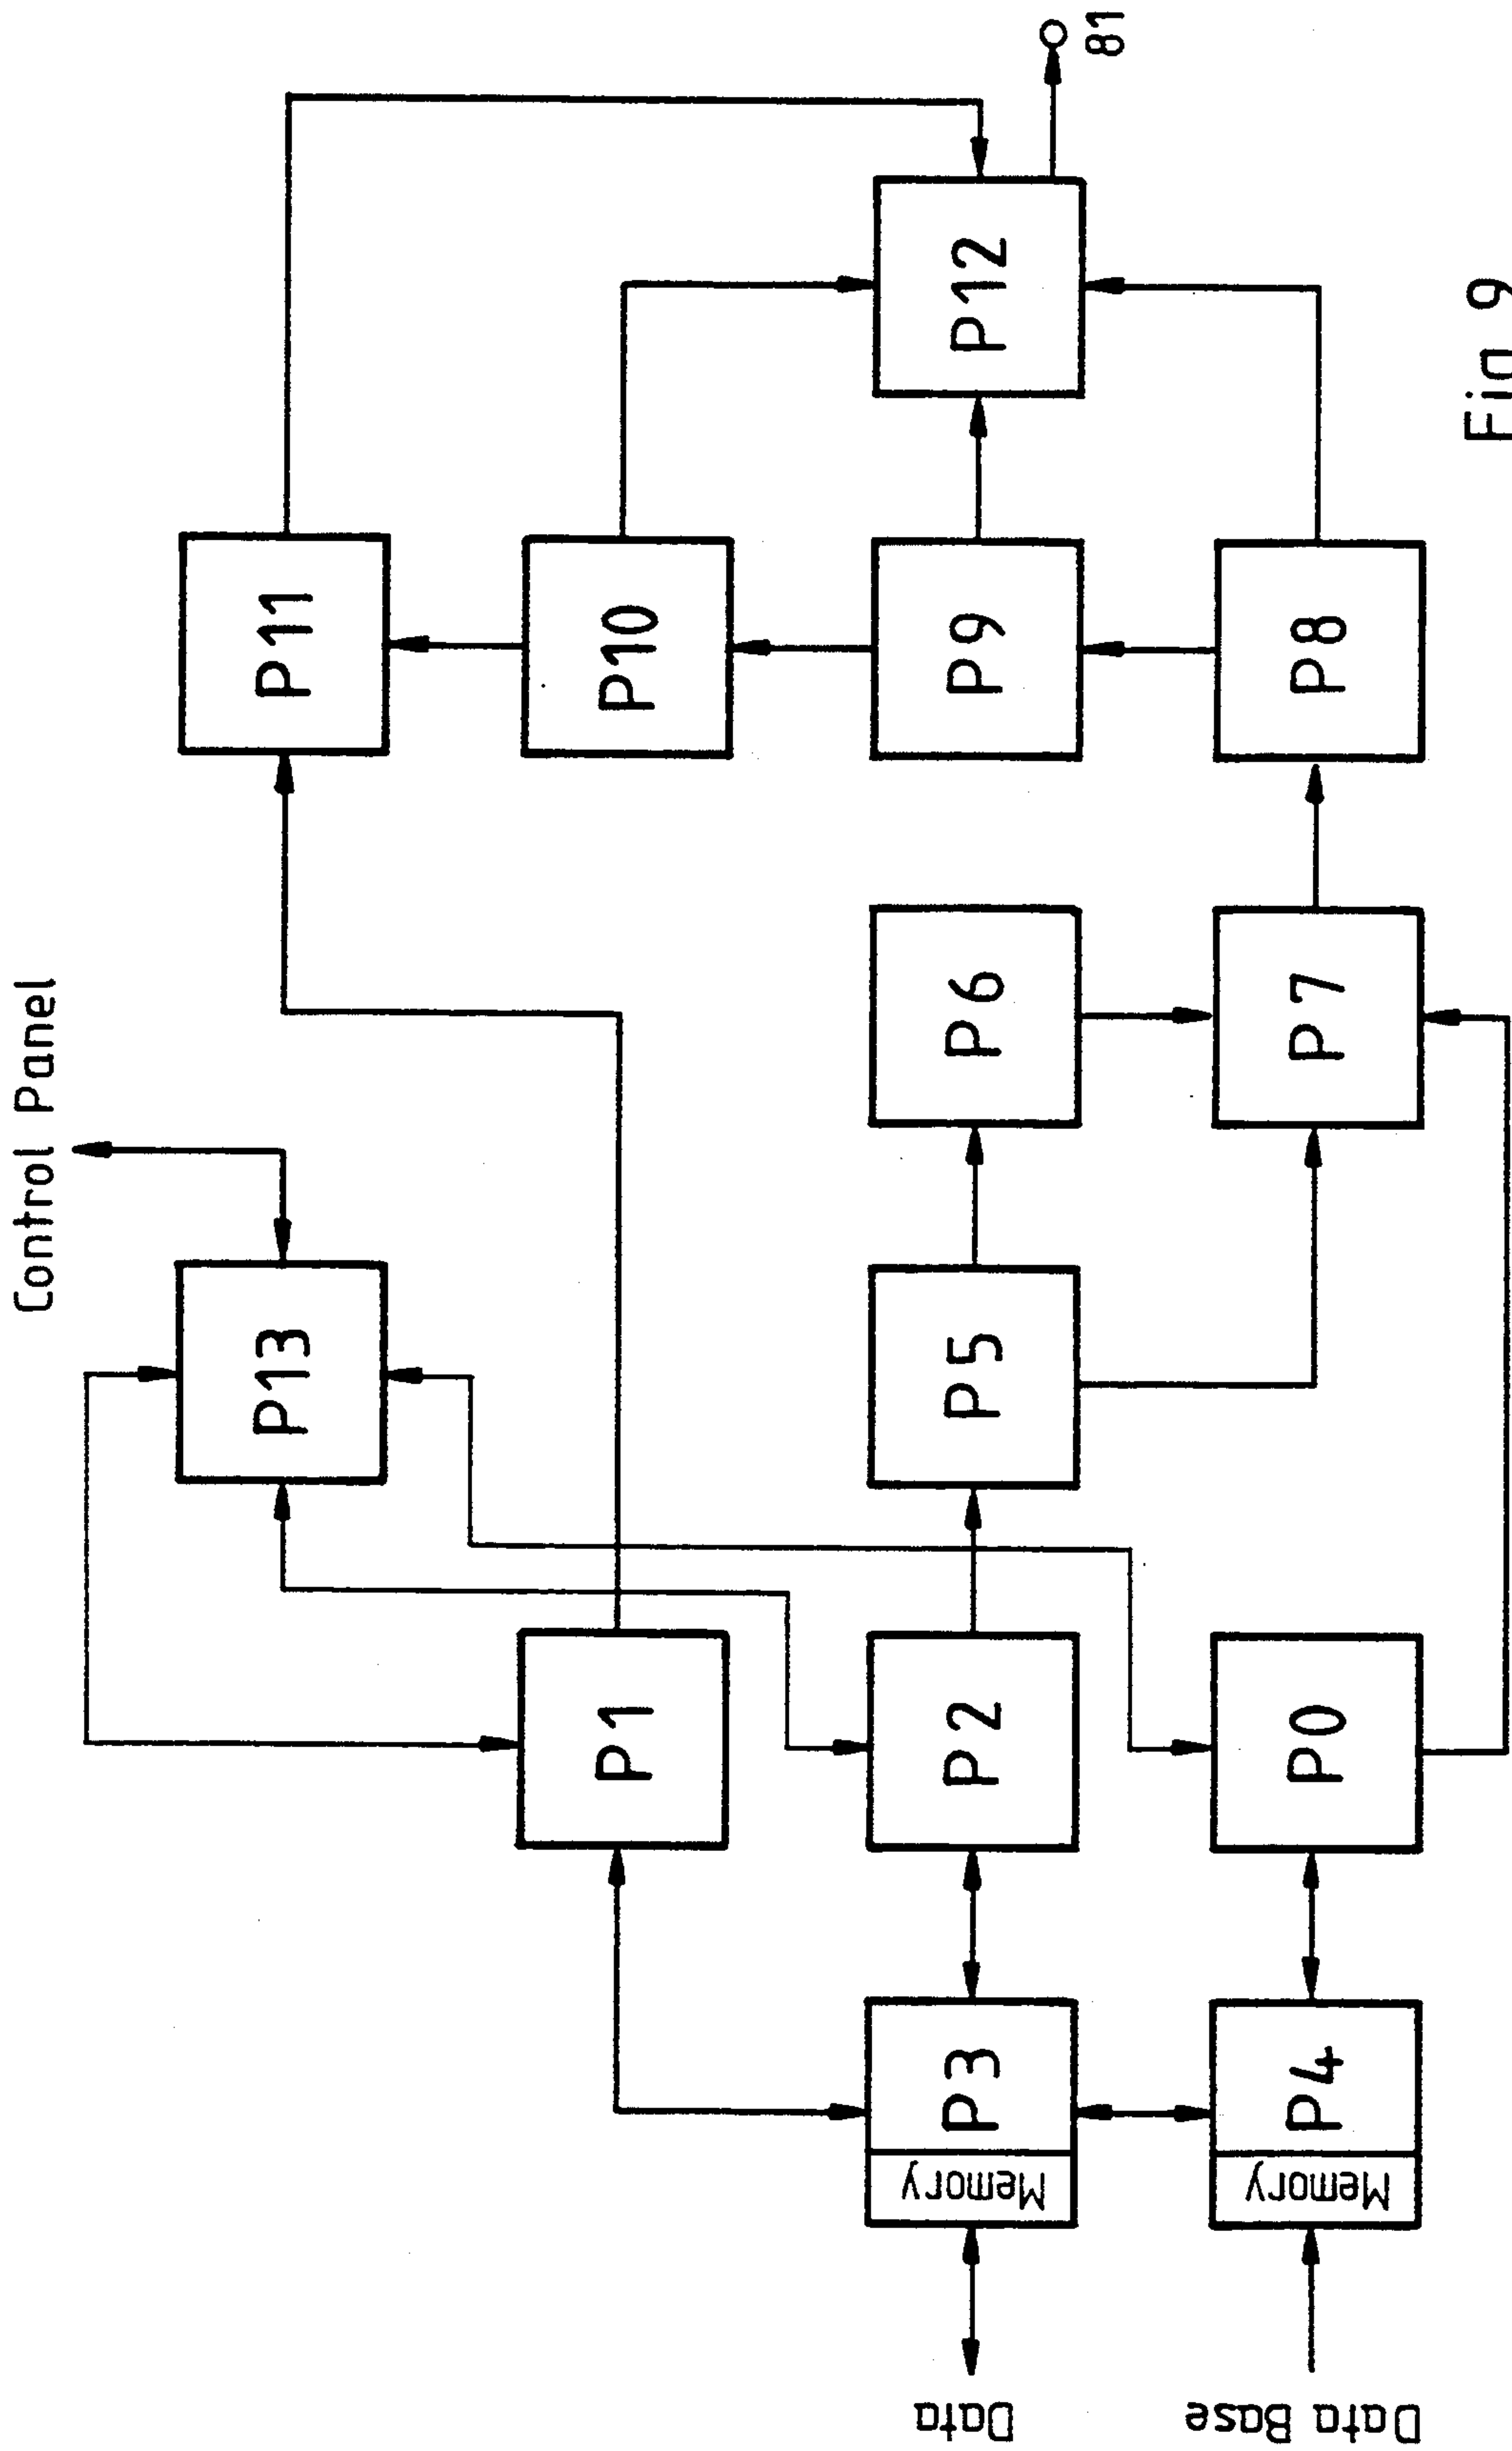 Control Panel
P13
P11
P1
P10
Data
Memory
P3
P2
P5
P6
P9
P12
81
Data Base
Memory
P4
P0
P7
P8
Fig 9